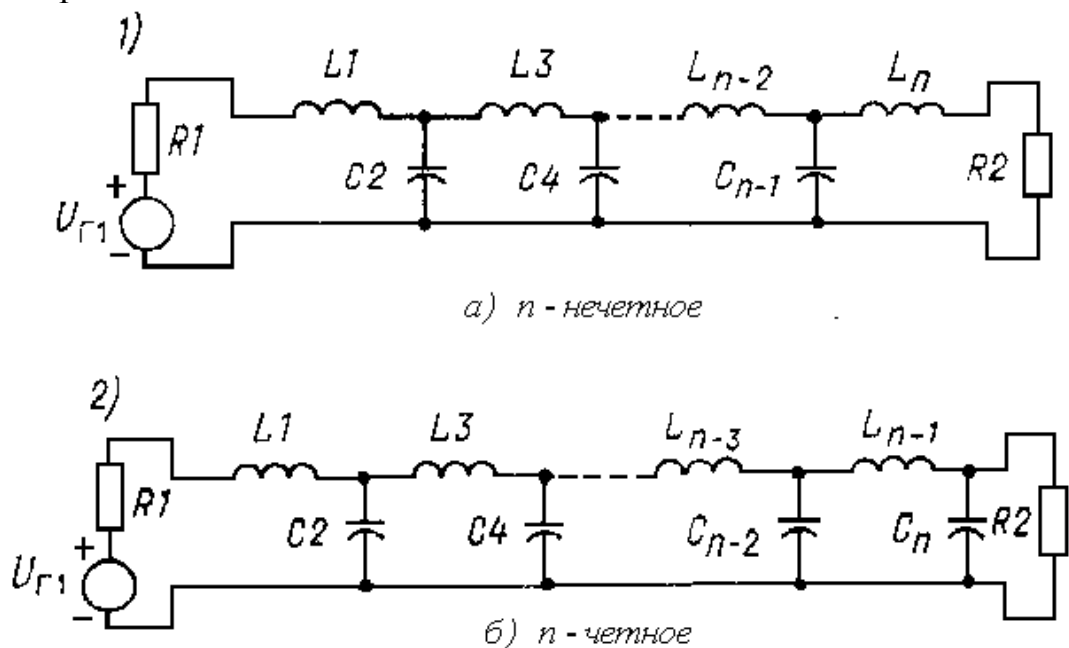 1)
L1 L3 Lₙ₋₂ Lₙ
R1 C2 C4 Cₙ₋₁ R2
+
UГ1
−
а) n - нечетное
2)
L1 L3 Lₙ₋₃ Lₙ₋₁
R1 C2 C4 Cₙ₋₂ Cₙ R2
+
UГ1
−
б) n - четное